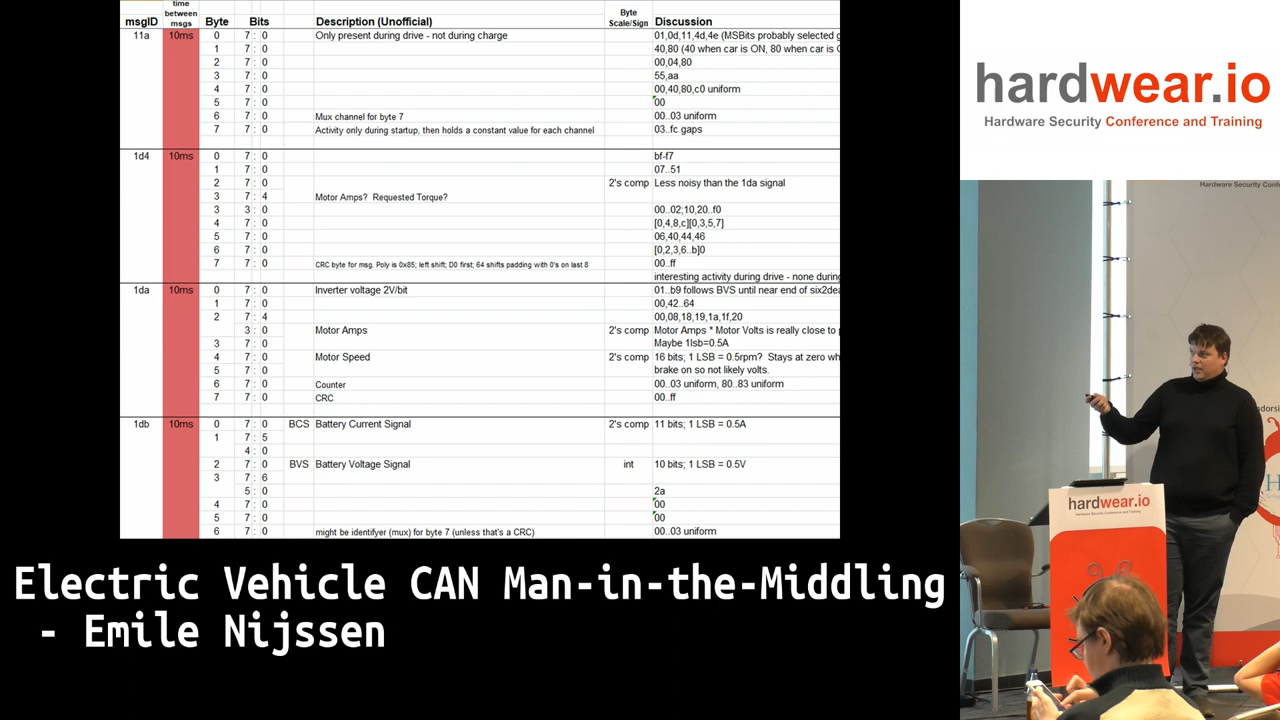 time
between
msgs
msgID Byte Bits Description (Unofficial) Byte Scale/Sign Discussion
11a 10ms 0 7: 0 Only present during drive - not during charge 01,0d,11,4d,4e (MSBits probably selected g
1 7: 0 40,80 (40 when car is ON, 80 when car is O
2 7: 0 00,04,80
3 7: 0 55,aa
4 7: 0 00,40,80,c0 uniform
5 7: 0 00
6 7: 0 Mux channel for byte 7 00..03 uniform
7 7: 0 Activity only during startup, then holds a constant value for each channel 03..fc gaps
1d4 10ms 0 7: 0 bf-f7
1 7: 0 07..51
2 7: 0 2's comp Less noisy than the 1da signal
3 7: 4 Motor Amps? Requested Torque?
3 3: 0 00..02;10,20..f0
4 7: 0 [0,4,8,c][0,3,5,7]
5 7: 0 06,40,44,46
6 7: 0 [0,2,3,6..b]0
7 7: 0 CRC byte for msg. Poly is 0x85; left shift; D0 first; 64 shifts padding with 0's on last 8 00..ff
interesting activity during drive - none during
1da 10ms 0 7: 0 Inverter voltage 2V/bit 01..b9 follows BVS until near end of six2dea
1 7: 0 00,42..64
2 7: 4 00,08,18,19,1a,1f,20
3: 0 Motor Amps 2's comp Motor Amps * Motor Volts is really close to p
3 7: 0 Maybe 1lsb=0.5A
4 7: 0 Motor Speed 2's comp 16 bits; 1 LSB = 0.5rpm? Stays at zero wh
5 7: 0 brake on so not likely volts.
6 7: 0 Counter 00..03 uniform, 80..83 uniform
7 7: 0 CRC 00..ff
1db 10ms 0 7: 0 BCS Battery Current Signal 2's comp 11 bits; 1 LSB = 0.5A
1 7: 5
4: 0
2 7: 0 BVS Battery Voltage Signal int 10 bits; 1 LSB = 0.5V
3 7: 6
5: 0 2a
4 7: 0 00
5 7: 0 00
6 7: 0 might be identifyer (mux) for byte 7 (unless that's a CRC) 00..03 uniform
Electric Vehicle CAN Man-in-the-Middling
- Emile Nijssen
hardwear.io
Hardware Security Conference and Training
Hardware Security Confe
endorsi
hardwear.io
Hardware Security Conference and Training
H